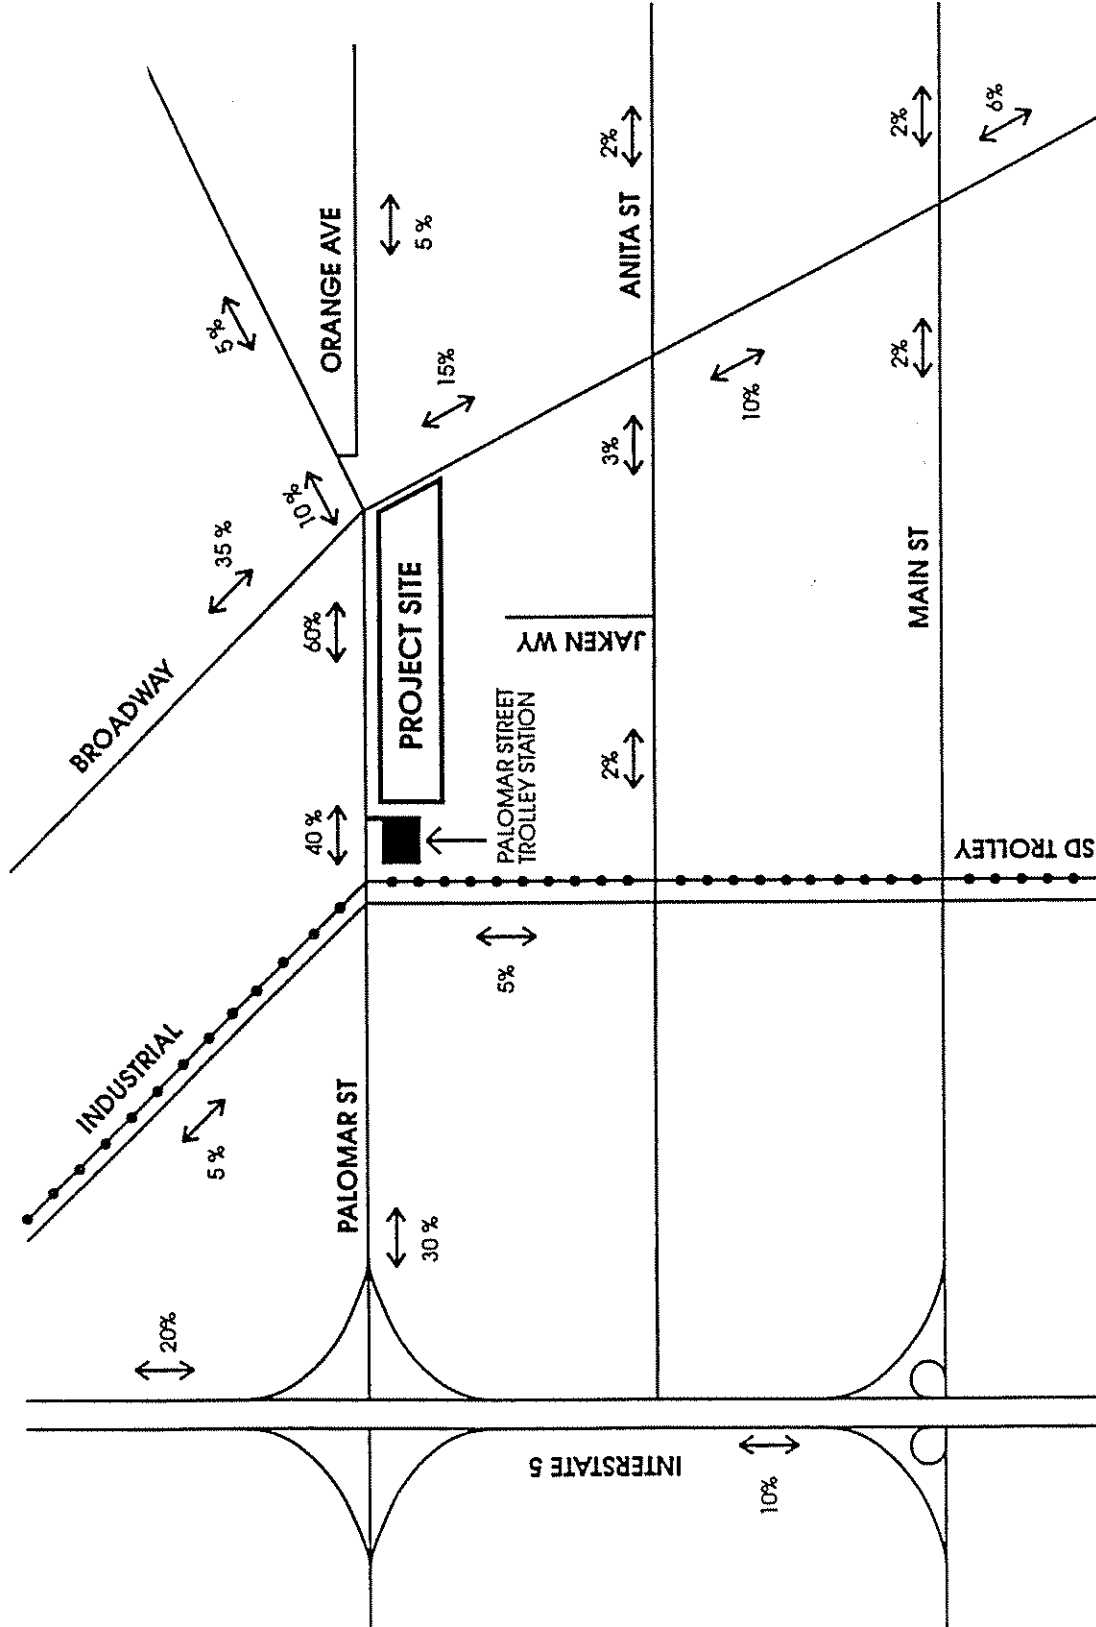 5%
ORANGE AVE
5 %
10%
35 %
BROADWAY
15%
60%
PROJECT SITE
40 %
PALOMAR STREET
TROLLEY STATION
2%
ANITA ST
3%
10%
2%
6%
2%
JAKEN WY
2%
MAIN ST
SD TROLLEY
INDUSTRIAL
5 %
5%
PALOMAR ST
30 %
20%
INTERSTATE 5
10%